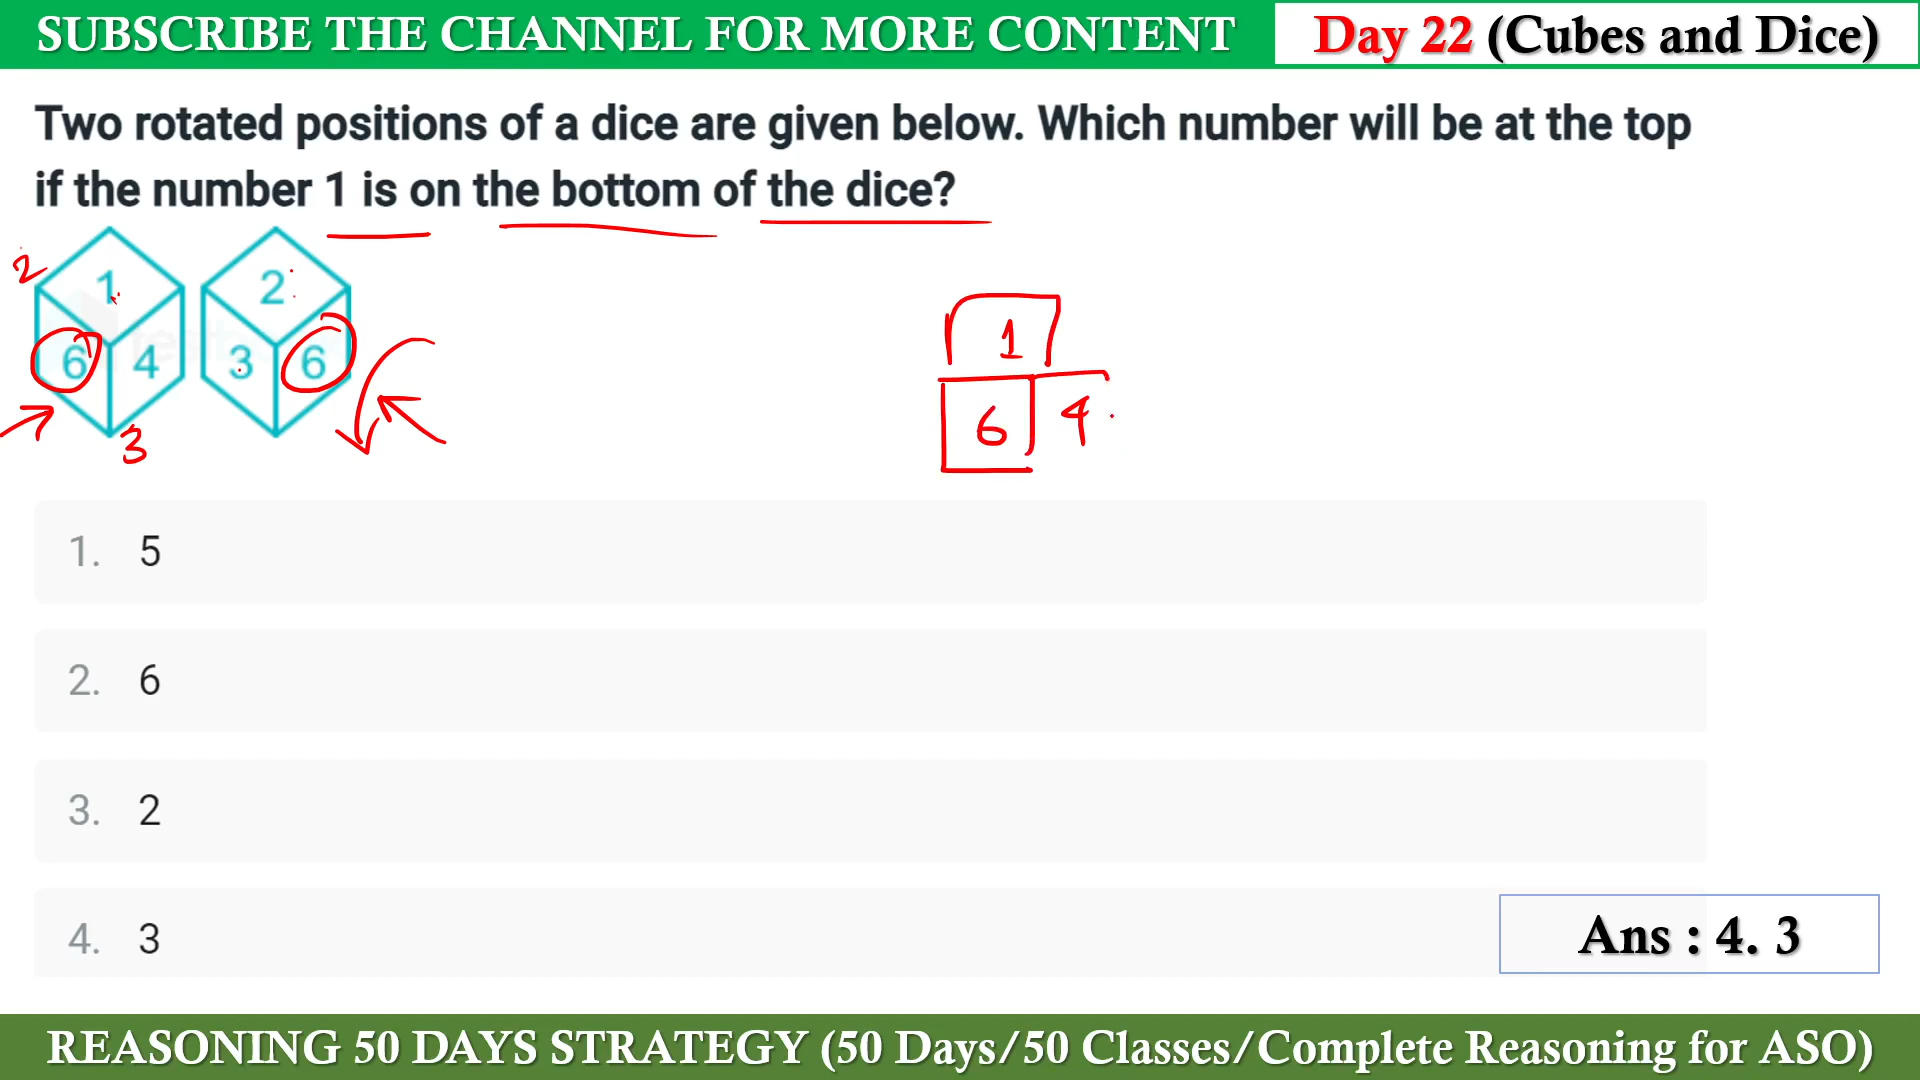 SUBSCRIBE THE CHANNEL FOR MORE CONTENT
Day 22 (Cubes and Dice)
Two rotated positions of a dice are given below. Which number will be at the top
if the number 1 is on the bottom of the dice?
2
1
2
6 4
3 6
3
1
6 4
1. 5
2. 6
3. 2
4. 3
Ans : 4. 3
REASONING 50 DAYS STRATEGY (50 Days/50 Classes/Complete Reasoning for ASO)